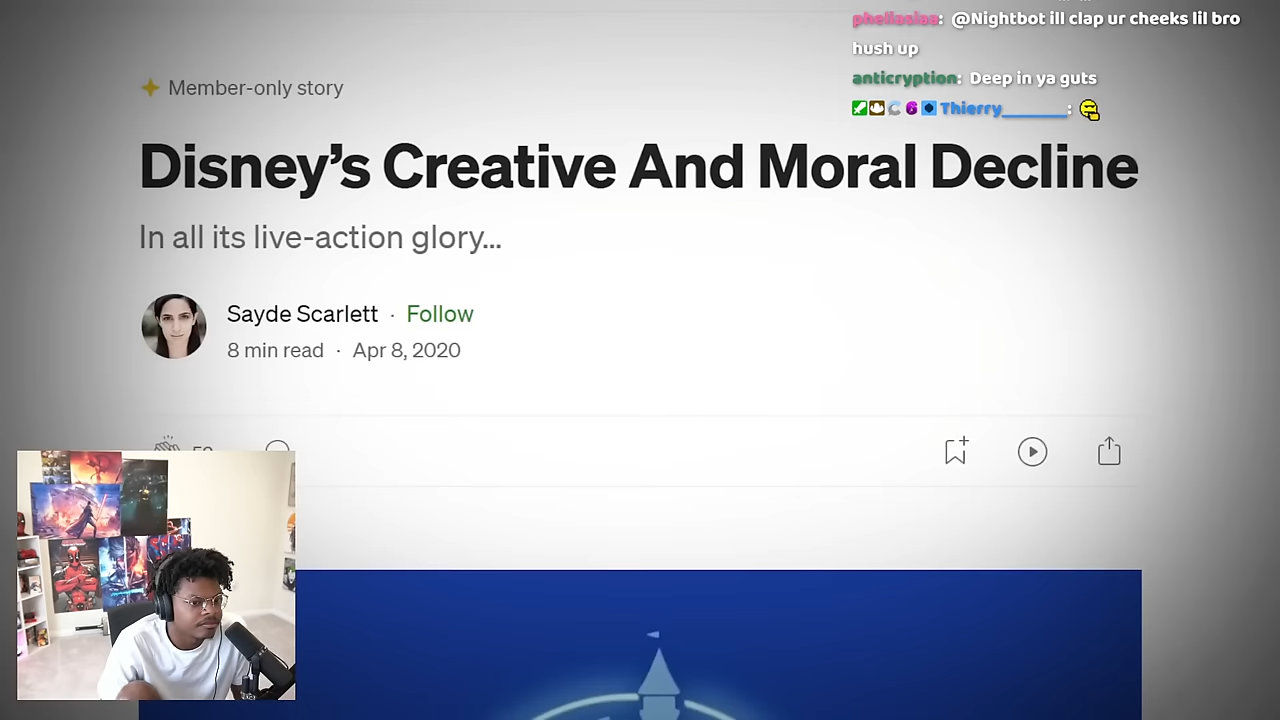 pheliasiaa: @Nightbot ill clap ur cheeks lil bro
hush up
anticryption: Deep in ya guts
Thierry_______:
Member-only story
Disney's Creative And Moral Decline
In all its live-action glory...
Sayde Scarlett · Follow
8 min read · Apr 8, 2020